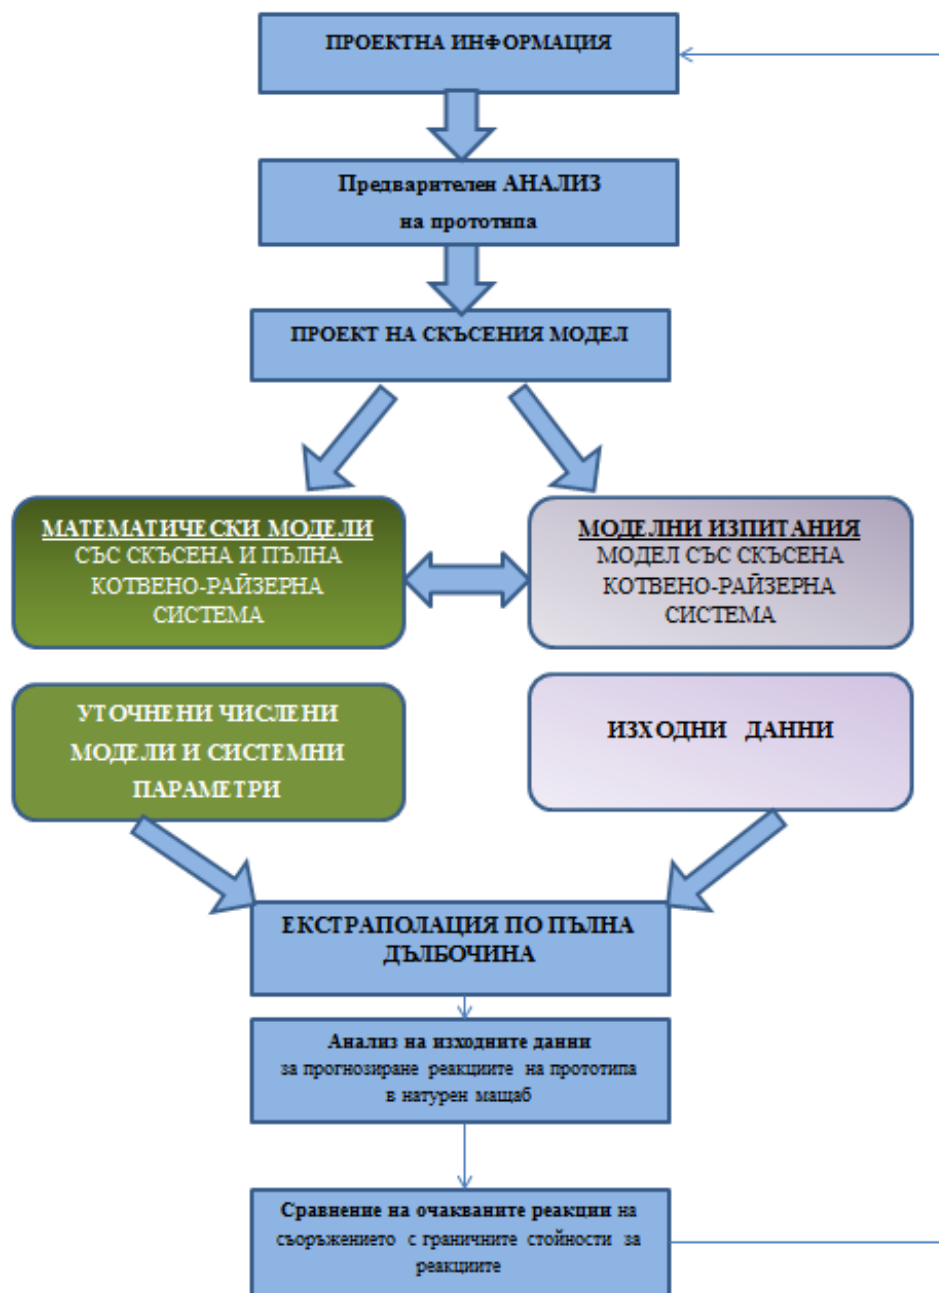 ПРОЕКТНА ИНФОРМАЦИЯ
Предварителен АНАЛИЗ
на прототипа
ПРОЕКТ НА СКЪСЕНИЯ МОДЕЛ
МАТЕМАТИЧЕСКИ МОДЕЛИ
СЪС СКЪСЕНА И ПЪЛНА
КОТВЕНО-РАЙЗЕРНА
СИСТЕМА
МОДЕЛНИ ИЗПИТАНИЯ
МОДЕЛ СЪС СКЪСЕНА
КОТВЕНО-РАЙЗЕРНА
СИСТЕМА
УТОЧНЕНИ ЧИСЛЕНИ
МОДЕЛИ И СИСТЕМНИ
ПАРАМЕТРИ
ИЗХОДНИ ДАННИ
ЕКСТРАПОЛАЦИЯ ПО ПЪЛНА
ДЪЛБОЧИНА
Анализ на изходните данни
за прогнозиране реакциите на прототипа
в натурен мащаб
Сравнение на очакваните реакции на
съоръжението с граничните стойности за
реакциите